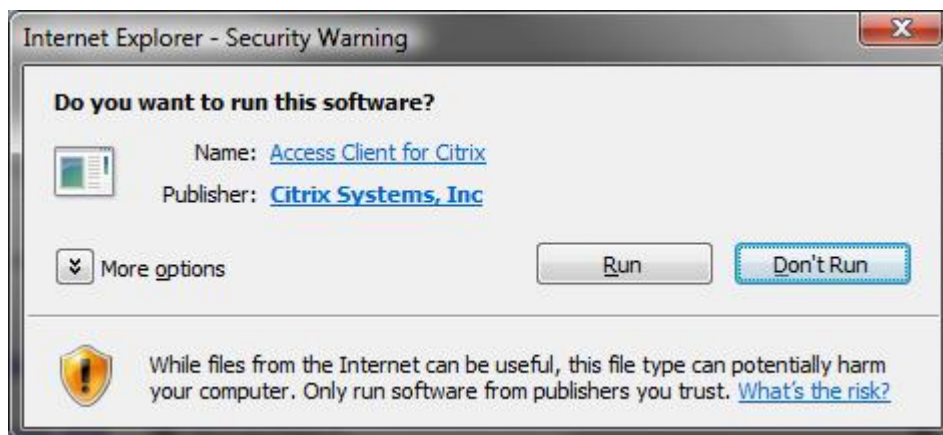 Internet Explorer - Security Warning
Do you want to run this software?
Name: Access Client for Citrix
Publisher: Citrix Systems, Inc
More options
Run
Don't Run
While files from the Internet can be useful, this file type can potentially harm
your computer. Only run software from publishers you trust. What's the risk?